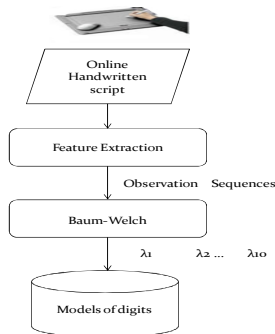 Online
Handwritten
script
Feature Extraction
Observation Sequences
Baum-Welch
λ1 λ2 ... λ10
Models of digits